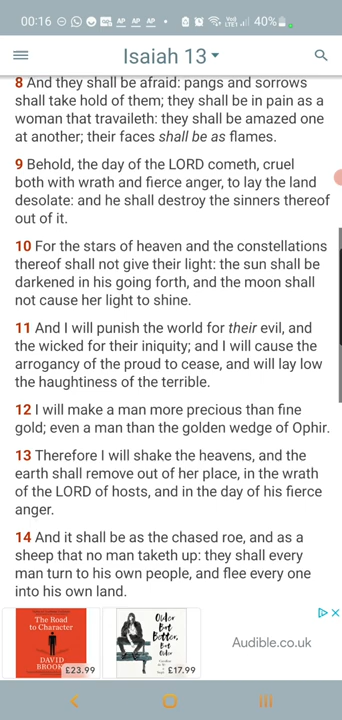 00:16 AP AP AP 40%
Isaiah 13
8 And they shall be afraid: pangs and sorrows
shall take hold of them; they shall be in pain as a
woman that travaileth: they shall be amazed one
at another; their faces shall be as flames.
9 Behold, the day of the LORD cometh, cruel
both with wrath and fierce anger, to lay the land
desolate: and he shall destroy the sinners thereof
out of it.
10 For the stars of heaven and the constellations
thereof shall not give their light: the sun shall be
darkened in his going forth, and the moon shall
not cause her light to shine.
11 And I will punish the world for their evil, and
the wicked for their iniquity; and I will cause the
arrogancy of the proud to cease, and will lay low
the haughtiness of the terrible.
12 I will make a man more precious than fine
gold; even a man than the golden wedge of Ophir.
13 Therefore I will shake the heavens, and the
earth shall remove out of her place, in the wrath
of the LORD of hosts, and in the day of his fierce
anger.
14 And it shall be as the chased roe, and as a
sheep that no man taketh up: they shall every
man turn to his own people, and flee every one
into his own land.
The Road
to Character
DAVID
BROOK
£23.99
Older
But
Better,
But
Older
£17.99
Audible.co.uk